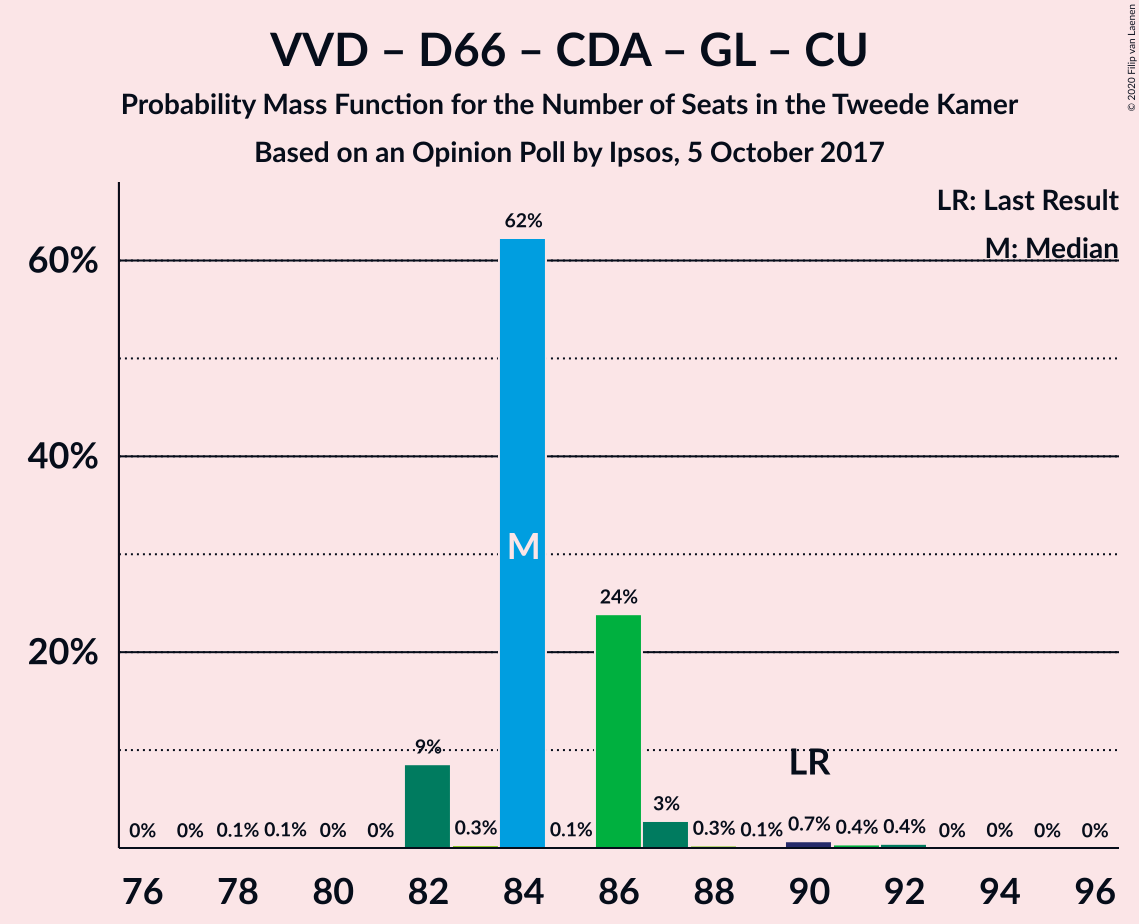 VVD – D66 – CDA – GL – CU
Probability Mass Function for the Number of Seats in the Tweede Kamer
Based on an Opinion Poll by Ipsos, 5 October 2017
© 2020 Filip van Laenen
LR: Last Result
M: Median
60%
40%
20%
0%
0%
0.1%
0.1%
0%
0%
9%
0.3%
62%
M
0.1%
24%
3%
0.3%
0.1%
LR
0.7%
0.4%
0.4%
0%
0%
0%
0%
76 78 80 82 84 86 88 90 92 94 96